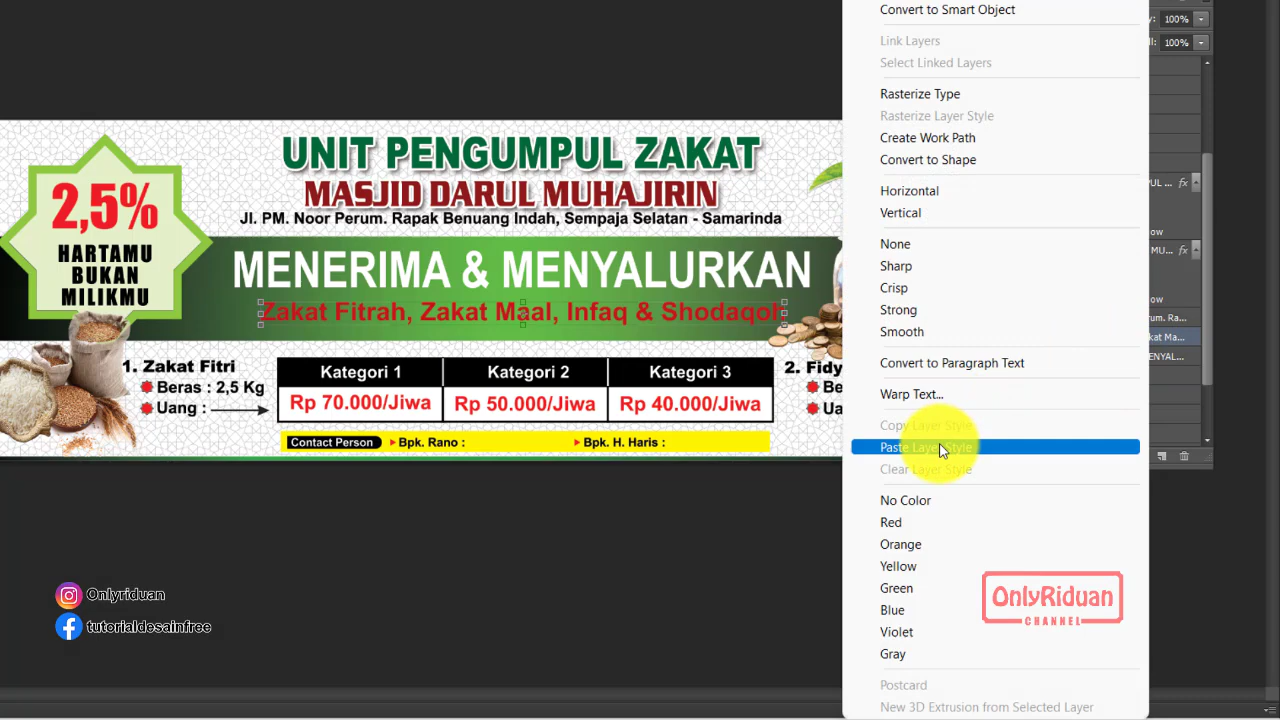 Convert to Smart Object
100%
Link Layers
Select Linked Layers
100%
Rasterize Type
Rasterize Layer Style
Create Work Path
Convert to Shape
Horizontal
Vertical
None
Sharp
Crisp
Strong
Smooth
Convert to Paragraph Text
Warp Text...
Copy Layer Style
Paste Layer Style
Clear Layer Style
No Color
Red
Orange
Yellow
Green
Blue
Violet
Gray
Postcard
New 3D Extrusion from Selected Layer
UNIT PENGUMPUL ZAKAT
MASJID DARUL MUHAJIRIN
Jl. PM. Noor Perum. Rapak Benuang Indah, Sempaja Selatan - Samarinda
2,5%
HARTAMU
BUKAN
MILIKMU
MENERIMA & MENYALURKAN
Zakat Fitrah, Zakat Maal, Infaq & Shodaqoh
1. Zakat Fitri
Beras : 2,5 Kg
Uang :
Kategori 1 Kategori 2 Kategori 3
Rp 70.000/Jiwa Rp 50.000/Jiwa Rp 40.000/Jiwa
2. Fidy
Be
Ua
Contact Person Bpk. Rano : Bpk. H. Haris :
Onlyriduan
tutorialdesainfree
OnlyRiduan
CHANNEL